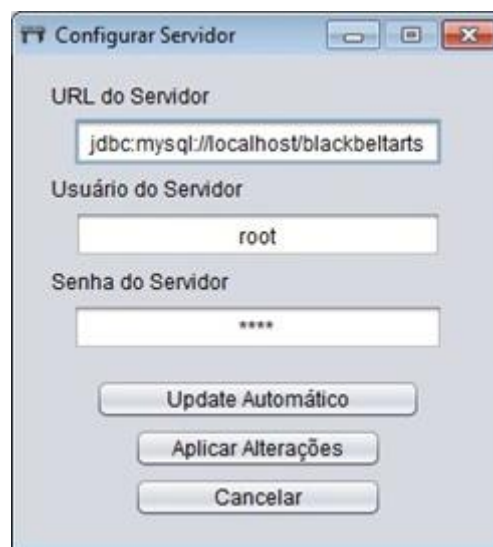 Configurar Servidor
URL do Servidor
jdbc:mysql://localhost/blackbeltarts
Usuário do Servidor
root
Senha do Servidor
****
Update Automático
Aplicar Alterações
Cancelar